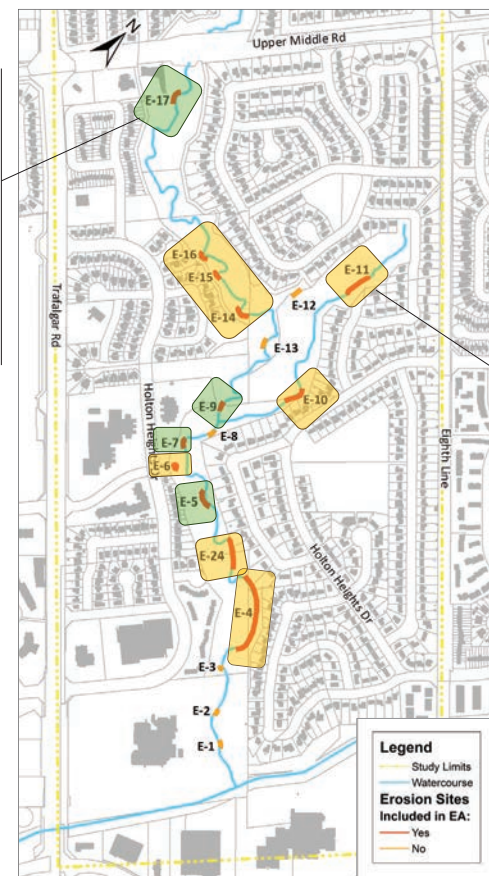 N
Upper Middle Rd
E-17
E-16
E-15
E-14
E-11
E-12
E-13
Trafalgar Rd
Eighth Line
Holton Heights Dr
E-10
E-9
E-8
E-7
E-6
E-5
E-24
Holton Heights Dr
E-4
E-3
E-2
E-1
Legend
Study Limits
Watercourse
Erosion Sites
Included in EA:
Yes
No